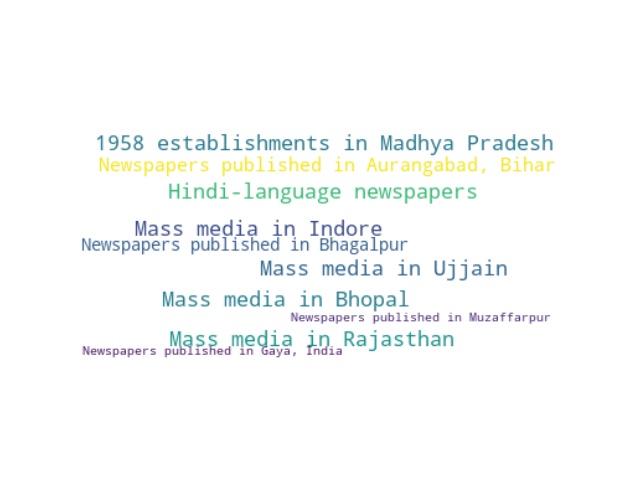 1958 establishments in Madhya Pradesh
Newspapers published in Aurangabad, Bihar
Hindi-language newspapers
Mass media in Indore
Newspapers published in Bhagalpur
Mass media in Ujjain
Mass media in Bhopal
Newspapers published in Muzaffarpur
Mass media in Rajasthan
Newspapers published in Gaya, India